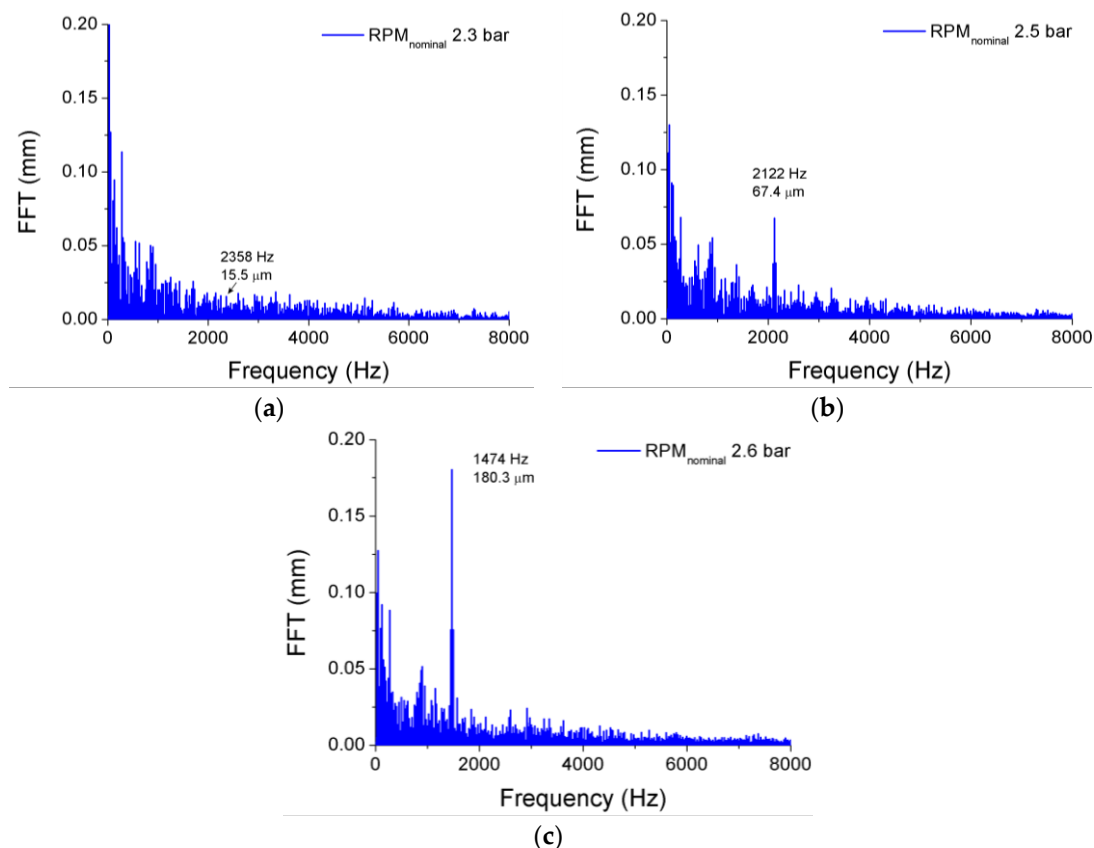 0.20
0.15
0.10
0.05
0.00
FFT (mm)
RPMnominal 2.3 bar
2358 Hz
15.5 μm
0 2000 4000 6000 8000
Frequency (Hz)
(a)
0.20
0.15
0.10
0.05
0.00
FFT (mm)
RPMnominal 2.5 bar
2122 Hz
67.4 μm
0 2000 4000 6000 8000
Frequency (Hz)
(b)
0.20
0.15
0.10
0.05
0.00
FFT (mm)
1474 Hz
180.3 μm
RPMnominal 2.6 bar
0 2000 4000 6000 8000
Frequency (Hz)
(c)